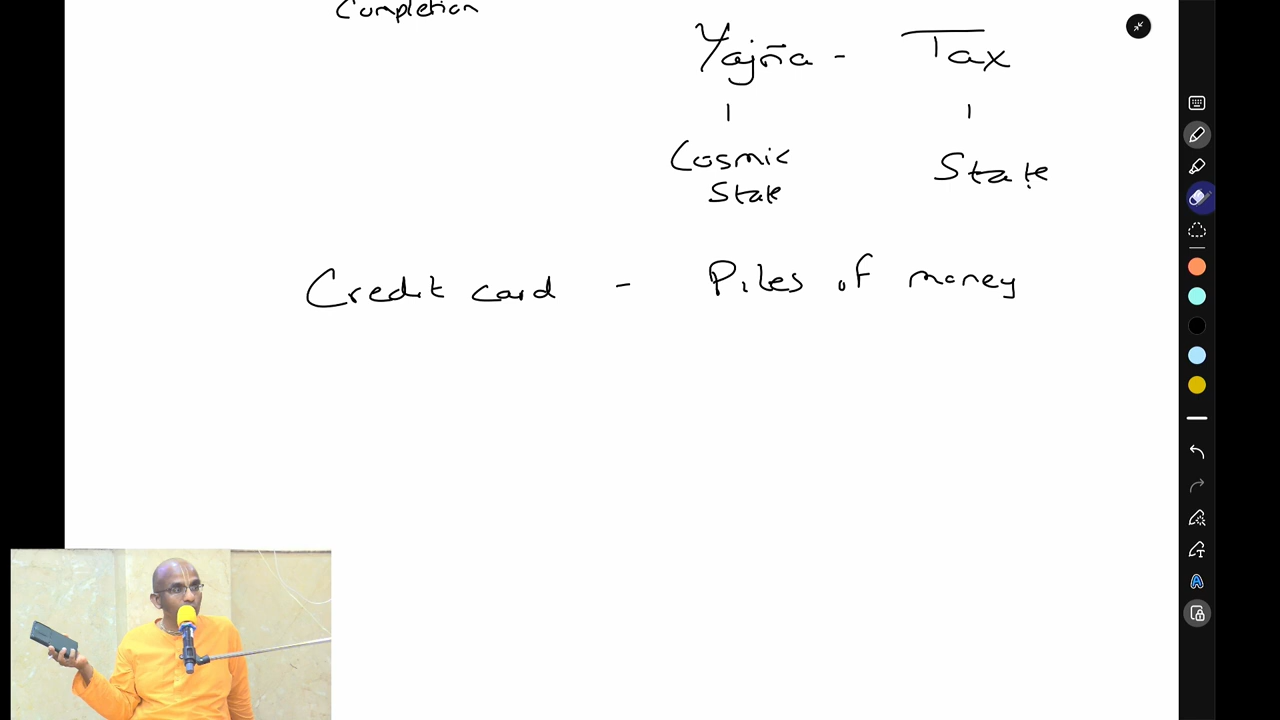 Completion
Yajña - Tax
Cosmic State
State
Credit card - Piles of money